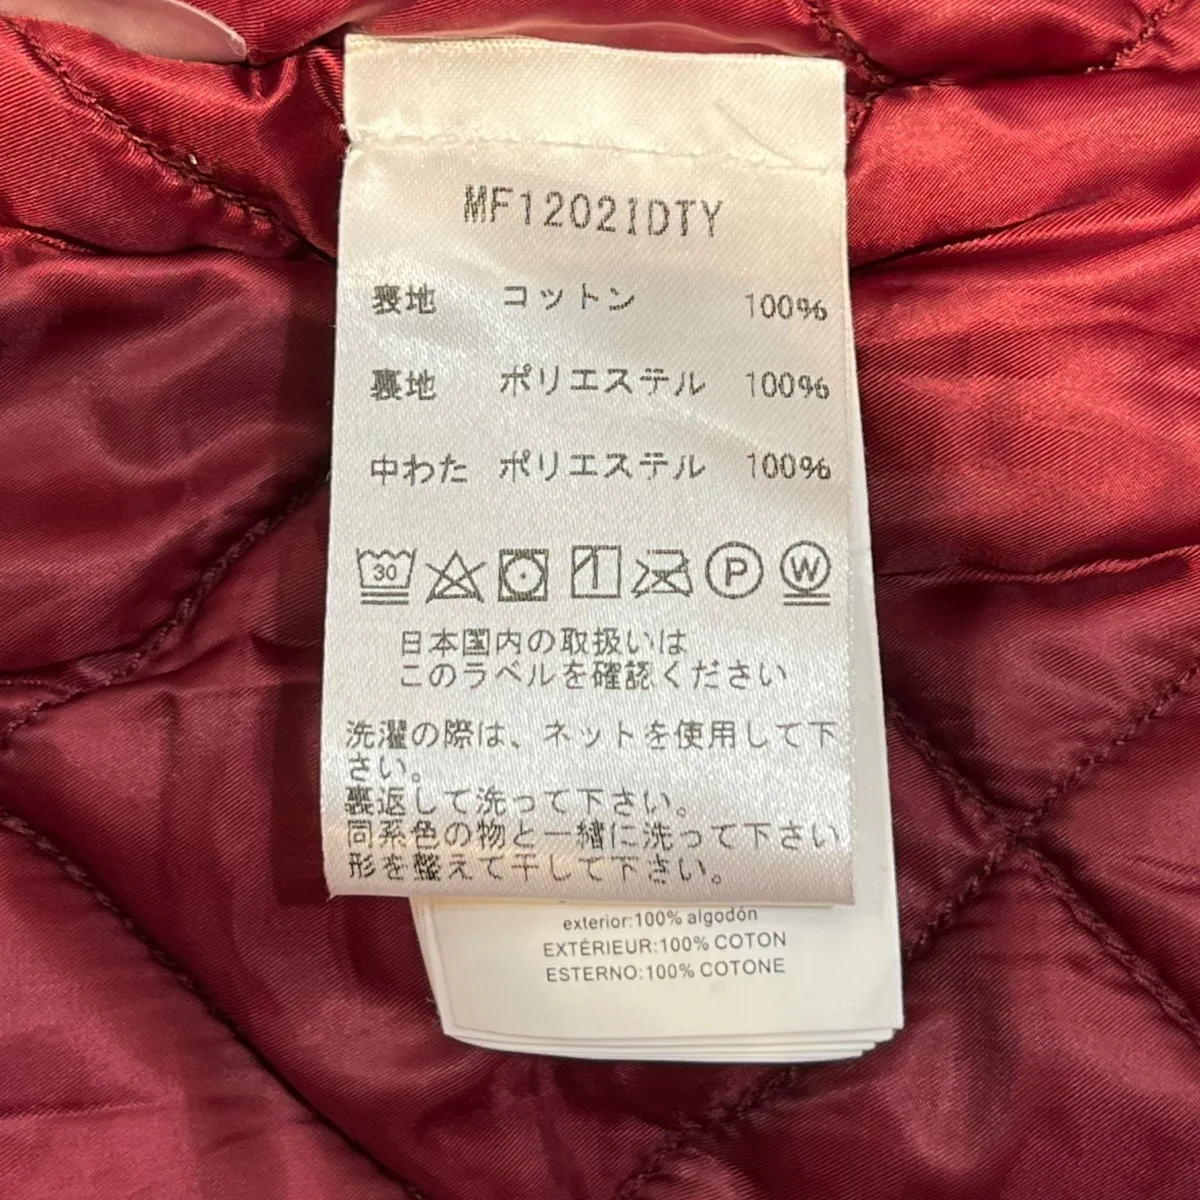 MF1202IDTY
裏地 コットン 100%
裏地 ポリエステル 100%
中わた ポリエステル 100%
30 P W
日本国内の取扱いは
このラベルを確認ください
洗濯の際は、ネットを使用して下
さい。
裏返して洗って下さい。
同系色の物と一緒に洗って下さい
形を整えて干して下さい。
exterior:100% algodón
EXTÉRIEUR:100% COTON
ESTERNO:100% COTONE